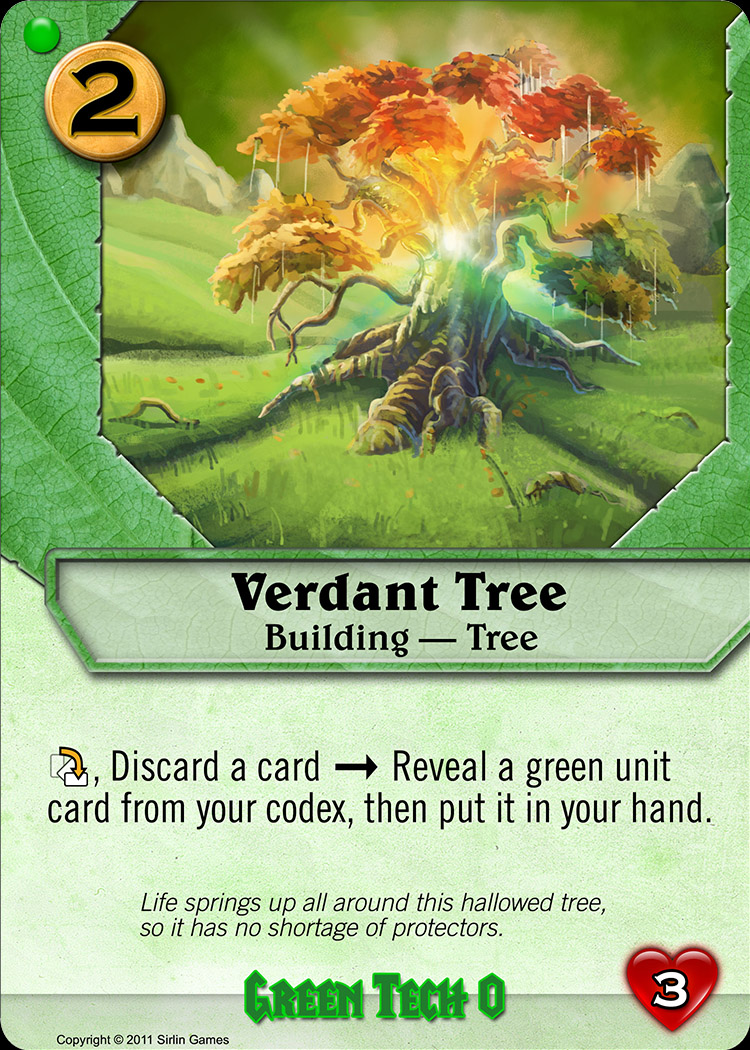 2
Verdant Tree
Building — Tree
, Discard a card → Reveal a green unit
card from your codex, then put it in your hand.
Life springs up all around this hallowed tree,
so it has no shortage of protectors.
Green Tech 0
3
Copyright © 2011 Sirlin Games